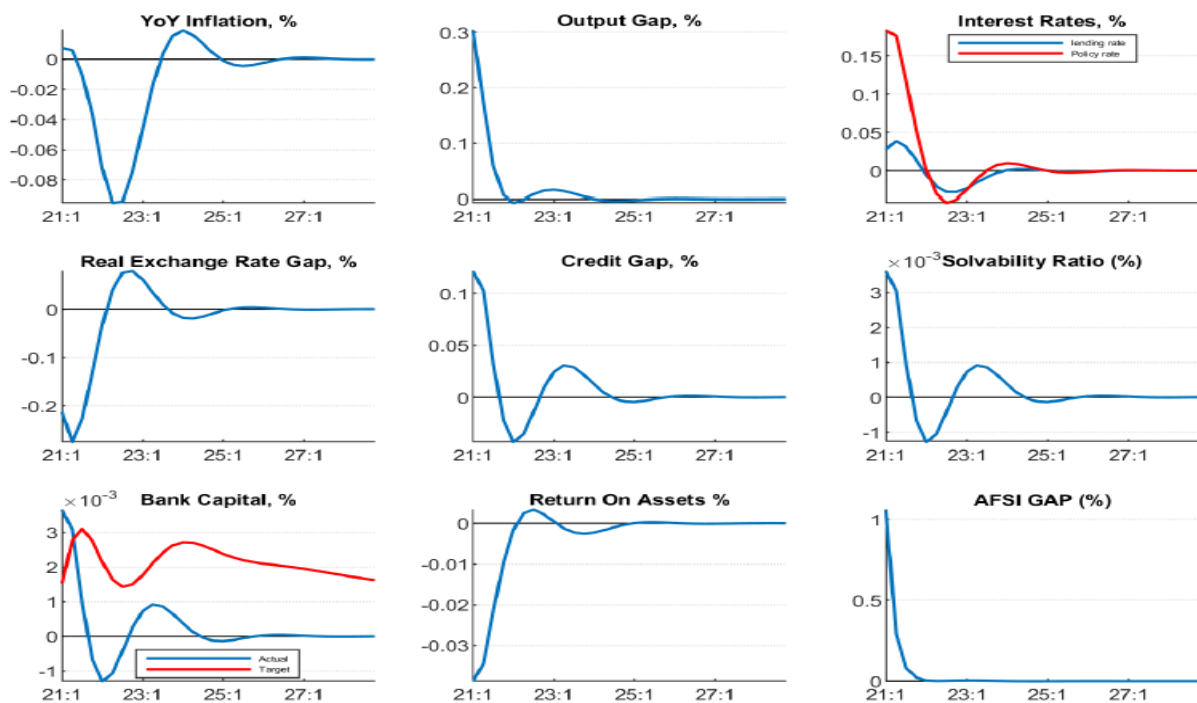 YoY Inflation, %
0
-0.02
-0.04
-0.06
-0.08
21:1 23:1 25:1 27:1
Output Gap, %
0.3
0.2
0.1
0
21:1 23:1 25:1 27:1
Interest Rates, %
lending rate
Policy rate
0.15
0.1
0.05
0
21:1 23:1 25:1 27:1
Real Exchange Rate Gap, %
0
-0.1
-0.2
21:1 23:1 25:1 27:1
Credit Gap, %
0.1
0.05
0
21:1 23:1 25:1 27:1
×10-3 Solvability Ratio (%)
3
2
1
0
-1
21:1 23:1 25:1 27:1
×10-3 Bank Capital, %
3
2
1
0
-1
Actual
Target
21:1 23:1 25:1 27:1
Return On Assets %
0
-0.01
-0.02
-0.03
21:1 23:1 25:1 27:1
AFSI GAP (%)
1
0.5
0
21:1 23:1 25:1 27:1